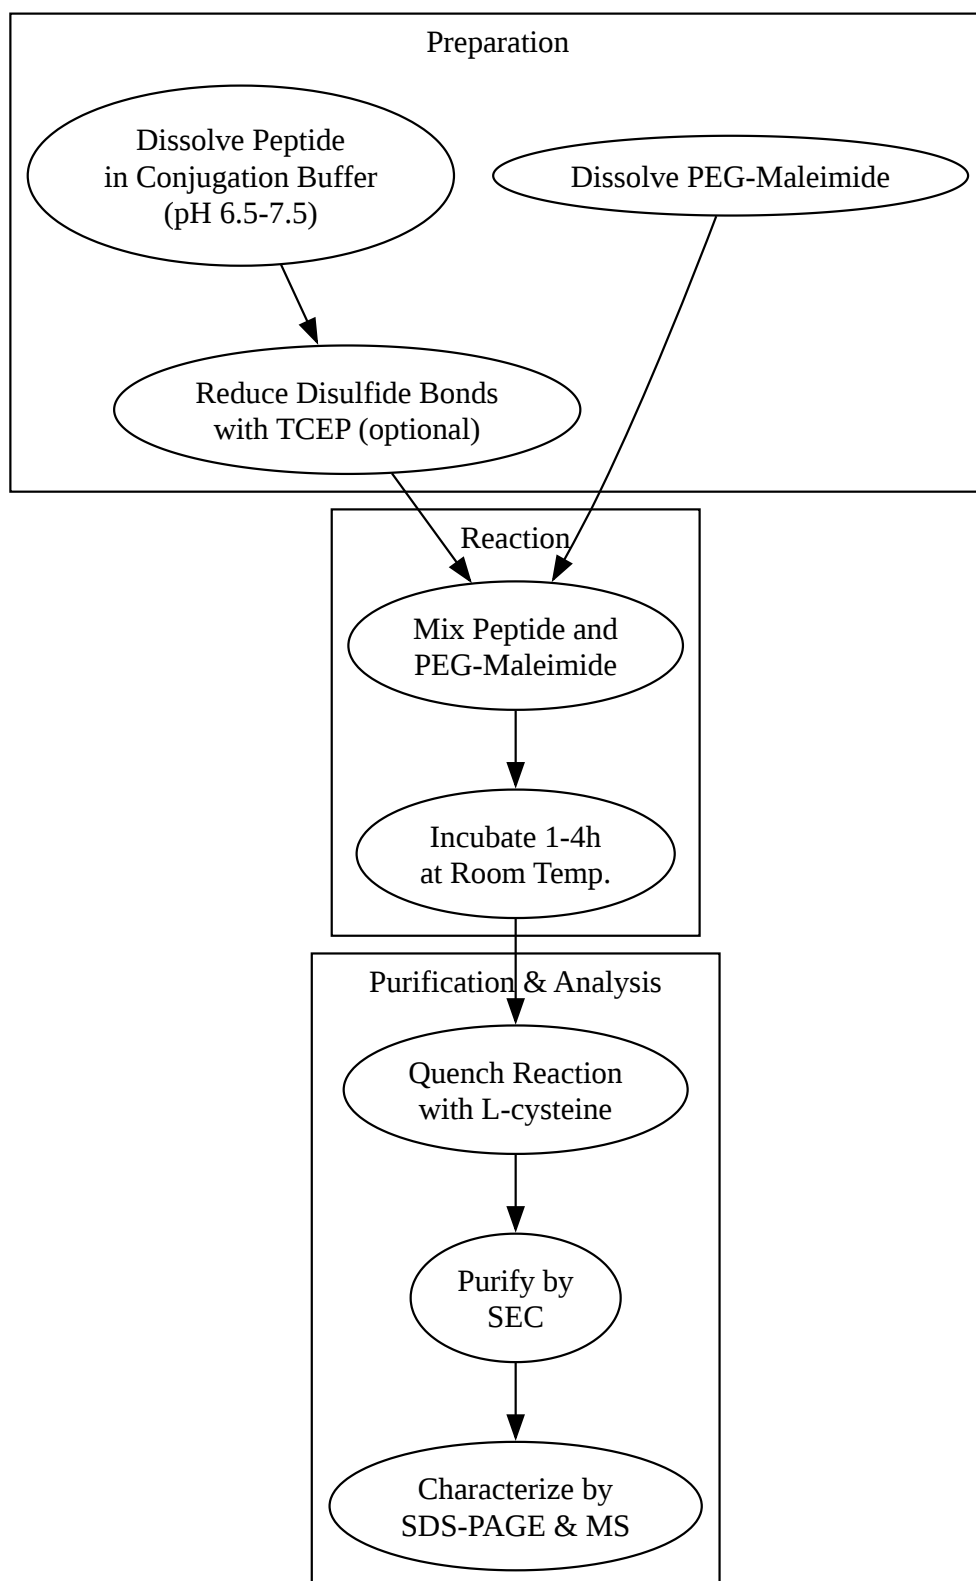 Preparation
Dissolve Peptide
in Conjugation Buffer
(pH 6.5-7.5)
Dissolve PEG-Maleimide
Reduce Disulfide Bonds
with TCEP (optional)
Reaction
Mix Peptide and
PEG-Maleimide
Incubate 1-4h
at Room Temp.
Purification & Analysis
Quench Reaction
with L-cysteine
Purify by
SEC
Characterize by
SDS-PAGE & MS